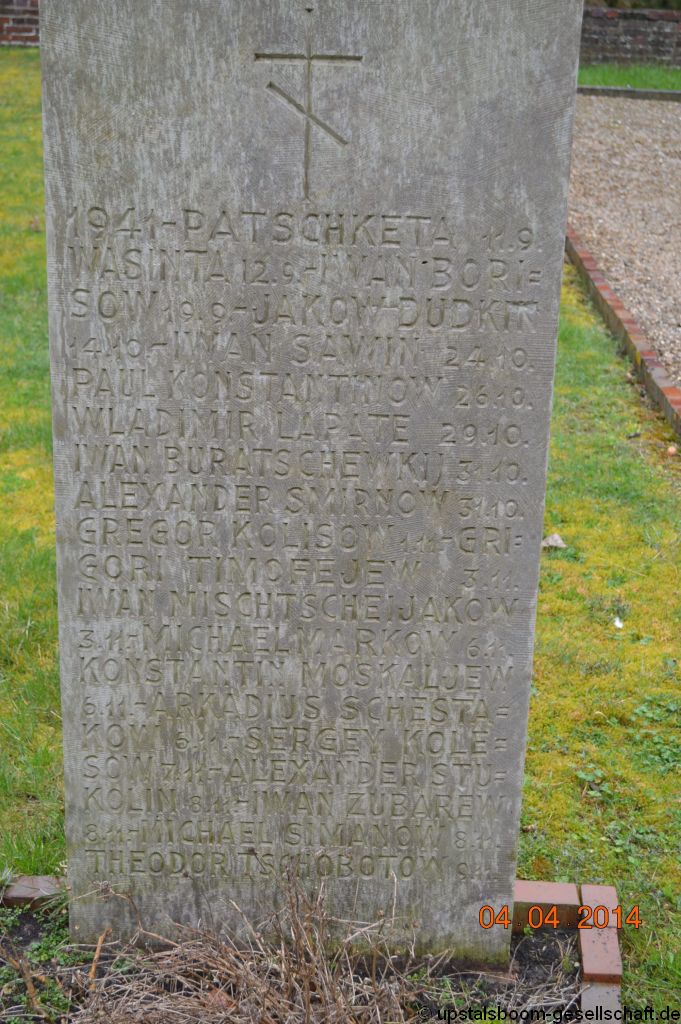 1941-PATSCHKETA 11.9.
WASINTA 12.9-IWAN BORI=
SOW 19.9-JAKOW DUDKIN
14.10.-IWAN SAWIN 24.10.
PAUL KONSTANTINOW 26.10.
WLADIMIR LAPATE 29.10.
IWAN BURATSCHEWKIJ 31.10.
ALEXANDER SMIRNOW 31.10.
GREGOR KOLISOW 1.11.-GRI=
GORI TIMOFEJEW 3.11.
IWAN MISCHTSCHEIJAKOW
3.11.-MICHAEL MARKOW 6.11.
KONSTANTIN MOSKALJEW
6.11.-ARKADIUS SCHESTA=
KOW 6.11.-SERGEY KOLE=
SOW 7.11-ALEXANDER STU=
KOLIN 8.11-IWAN ZUBAREW
8.11-MICHAEL SIMANOW 8.11.
THEODOR TSCHOBOTOW 9.11.
04.04.2014
© upstalsboom-gesellschaft.de